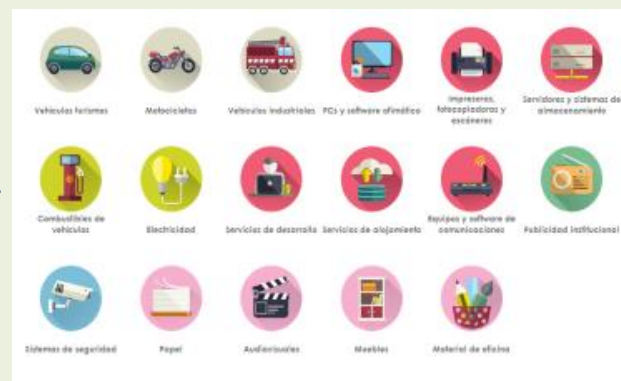 Vehículos turismos
Motocicletas
Vehículos industriales
PCs y software ofimático
Impresoras,
fotocopiadoras y
escáneres
Servidores y sistemas de
almacenamiento
Combustibles de
vehículos
Electricidad
Servicios de desarrollo
Servicios de alojamiento
Equipos y software de
comunicaciones
Publicidad institucional
Sistemas de seguridad
Papel
Audiovisuales
Muebles
Material de oficina